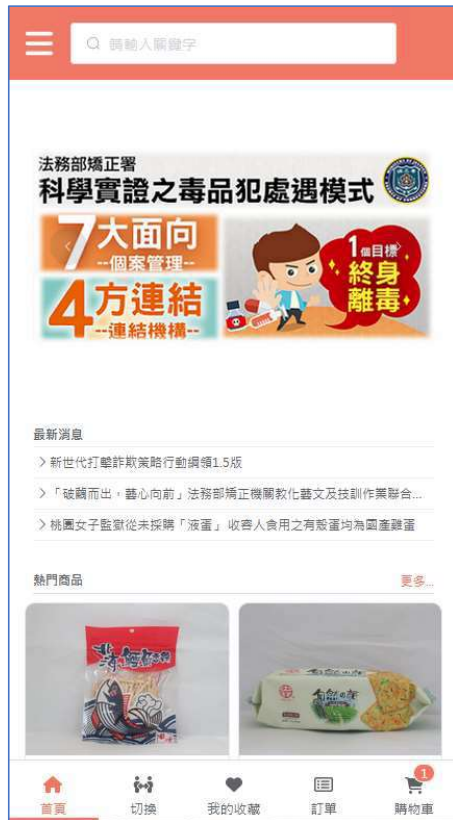 請輸入關鍵字
法務部矯正署
科學實證之毒品犯處遇模式
7大面向
--個案管理--
1個目標
終身
離毒
4方連結
--連結機構--
最新消息
新世代打擊詐欺策略行動綱領1.5版
「破繭而出，藝心向前」法務部矯正機關教化藝文及技訓作業聯合...
桃園女子監獄從未採購「液蛋」 收容人食用之有殼蛋均為國產雞蛋
熱門商品
更多...
自然の顏
1
首頁
切換
我的收藏
訂單
購物車